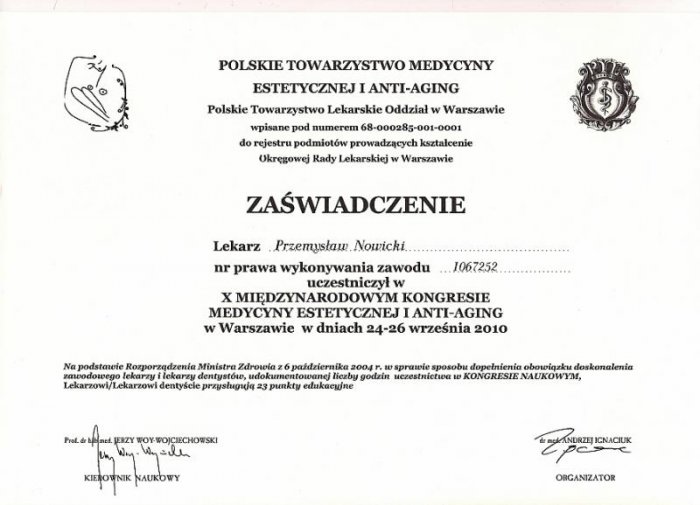 POLSKIE TOWARZYSTWO MEDYCYNY
ESTETYCZNEJ I ANTI-AGING
Polskie Towarzystwo Lekarskie Oddział w Warszawie
wpisane pod numerem 68-000285-001-0001
do rejestru podmiotów prowadzących kształcenie
Okręgowej Rady Lekarskiej w Warszawie
ZAŚWIADCZENIE
Lekarz Przemysław Nowicki
nr prawa wykonywania zawodu 1067252
uczestniczył w
X MIĘDZYNARODOWYM KONGRESIE
MEDYCYNY ESTETYCZNEJ I ANTI-AGING
w Warszawie w dniach 24-26 września 2010
Na podstawie Rozporządzenia Ministra Zdrowia z 6 października 2004 r. w sprawie sposobu dopełnienia obowiązku doskonalenia
zawodowego lekarzy i lekarzy dentystów, udokumentowanej liczby godzin uczestnictwa w KONGRESIE NAUKOWYM,
Lekarzowi/Lekarzowi dentyście przysługują 23 punkty edukacyjne
Prof. dr hab. med. JERZY WOY-WOJCIECHOWSKI
Jerzy Woy-Wojciech
KIEROWNIK NAUKOWY
dr med. ANDRZEJ IGNACIUK
ORGANIZATOR